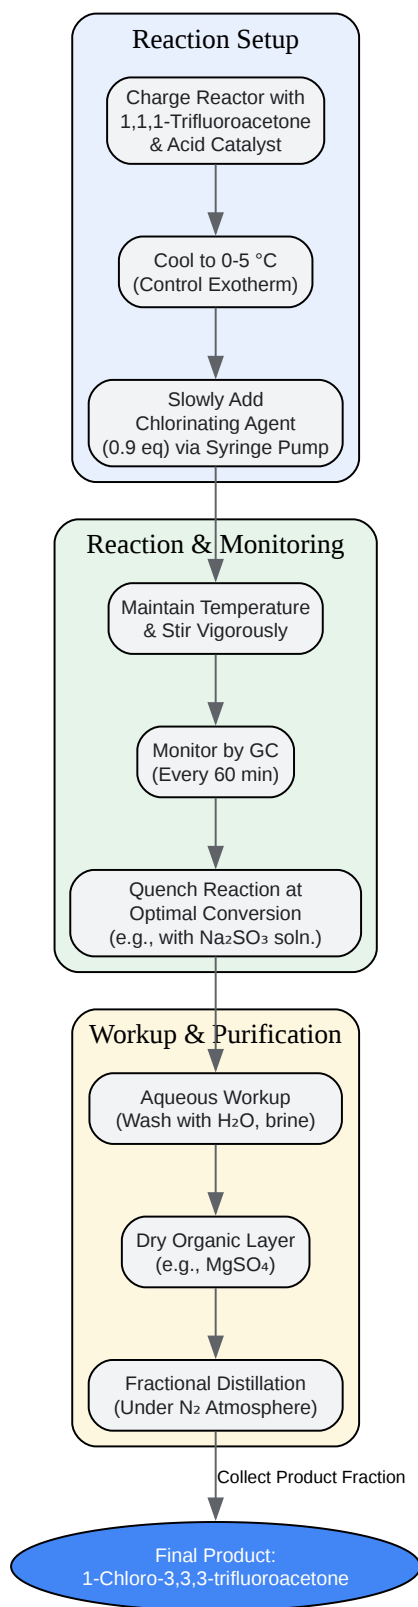 Reaction Setup
Charge Reactor with
1,1,1-Trifluoroacetone
& Acid Catalyst
Cool to 0-5 °C
(Control Exotherm)
Slowly Add
Chlorinating Agent
(0.9 eq) via Syringe Pump
Reaction & Monitoring
Maintain Temperature
& Stir Vigorously
Monitor by GC
(Every 60 min)
Quench Reaction at
Optimal Conversion
(e.g., with Na₂SO₃ soln.)
Workup & Purification
Aqueous Workup
(Wash with H₂O, brine)
Dry Organic Layer
(e.g., MgSO₄)
Fractional Distillation
(Under N₂ Atmosphere)
Collect Product Fraction
Final Product:
1-Chloro-3,3,3-trifluoroacetone